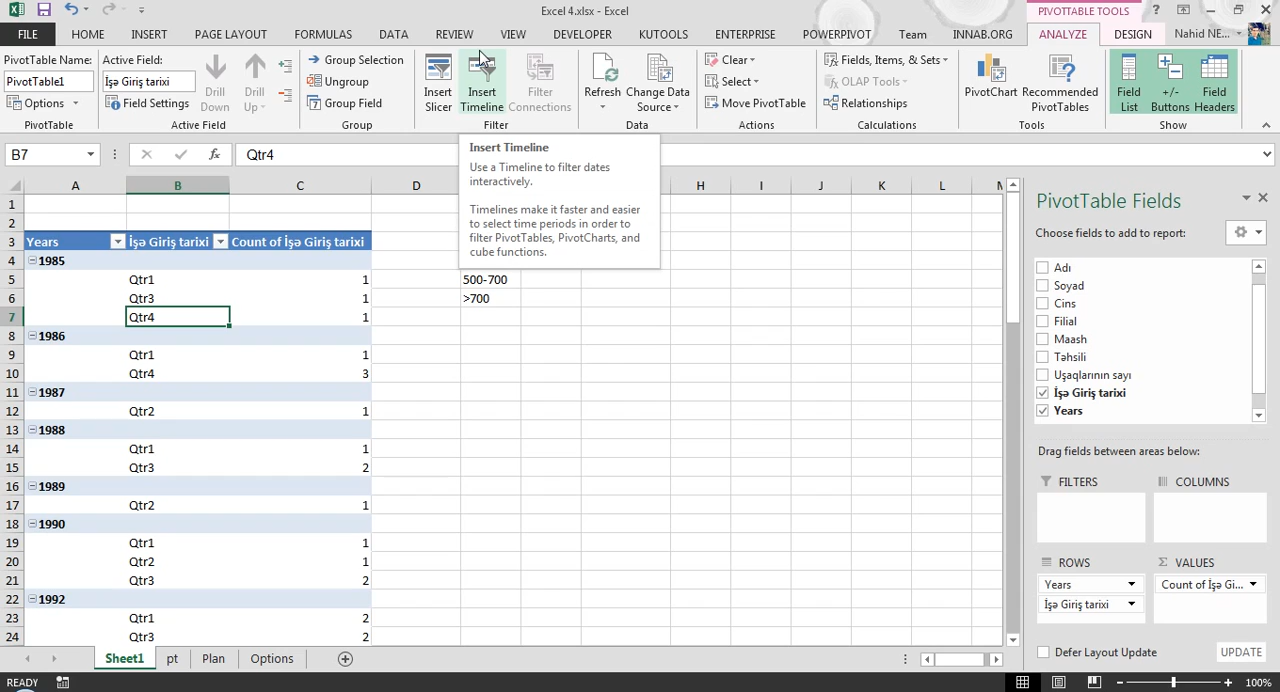 Excel 4.xlsx - Excel
PIVOTTABLE TOOLS
FILE HOME INSERT PAGE LAYOUT FORMULAS DATA REVIEW VIEW DEVELOPER KUTOOLS ENTERPRISE POWERPIVOT Team INNAB.ORG ANALYZE DESIGN Nahid NE...
PivotTable Name:
PivotTable1
Options
PivotTable
Active Field:
İşə Giriş tarixi
Field Settings
Drill
Down
Drill
Up
Active Field
Group Selection
Ungroup
Group Field
Group
Insert
Slicer
Insert
Timeline
Filter
Connections
Filter
Refresh
Change Data
Source
Data
Clear
Select
Move PivotTable
Actions
Fields, Items, & Sets
OLAP Tools
Relationships
Calculations
PivotChart
Recommended
PivotTables
Tools
Field
List
+/-
Buttons
Field
Headers
Show
B7
fx
Qtr4
Insert Timeline
Use a Timeline to filter dates
interactively.
Timelines make it faster and easier
to select time periods in order to
filter PivotTables, PivotCharts, and
cube functions.
A B C D H I J K L M
1
2
3 Years İşə Giriş tarixi Count of İşə Giriş tarixi
4 1985
5 Qtr1 1 500-700
6 Qtr3 1 >700
7 Qtr4 1
8 1986
9 Qtr1 1
10 Qtr4 3
11 1987
12 Qtr2 1
13 1988
14 Qtr1 1
15 Qtr3 2
16 1989
17 Qtr2 1
18 1990
19 Qtr1 1
20 Qtr2 1
21 Qtr3 2
22 1992
23 Qtr1 2
24 Qtr3 2
PivotTable Fields
Choose fields to add to report:
Adı
Soyad
Cins
Filial
Maash
Təhsili
Uşaqlarının sayı
İşə Giriş tarixi
Years
Drag fields between areas below:
FILTERS
COLUMNS
ROWS
Years
İşə Giriş tarixi
Σ VALUES
Count of İşə Gi...
Defer Layout Update
UPDATE
Sheet1 pt Plan Options
READY
100%